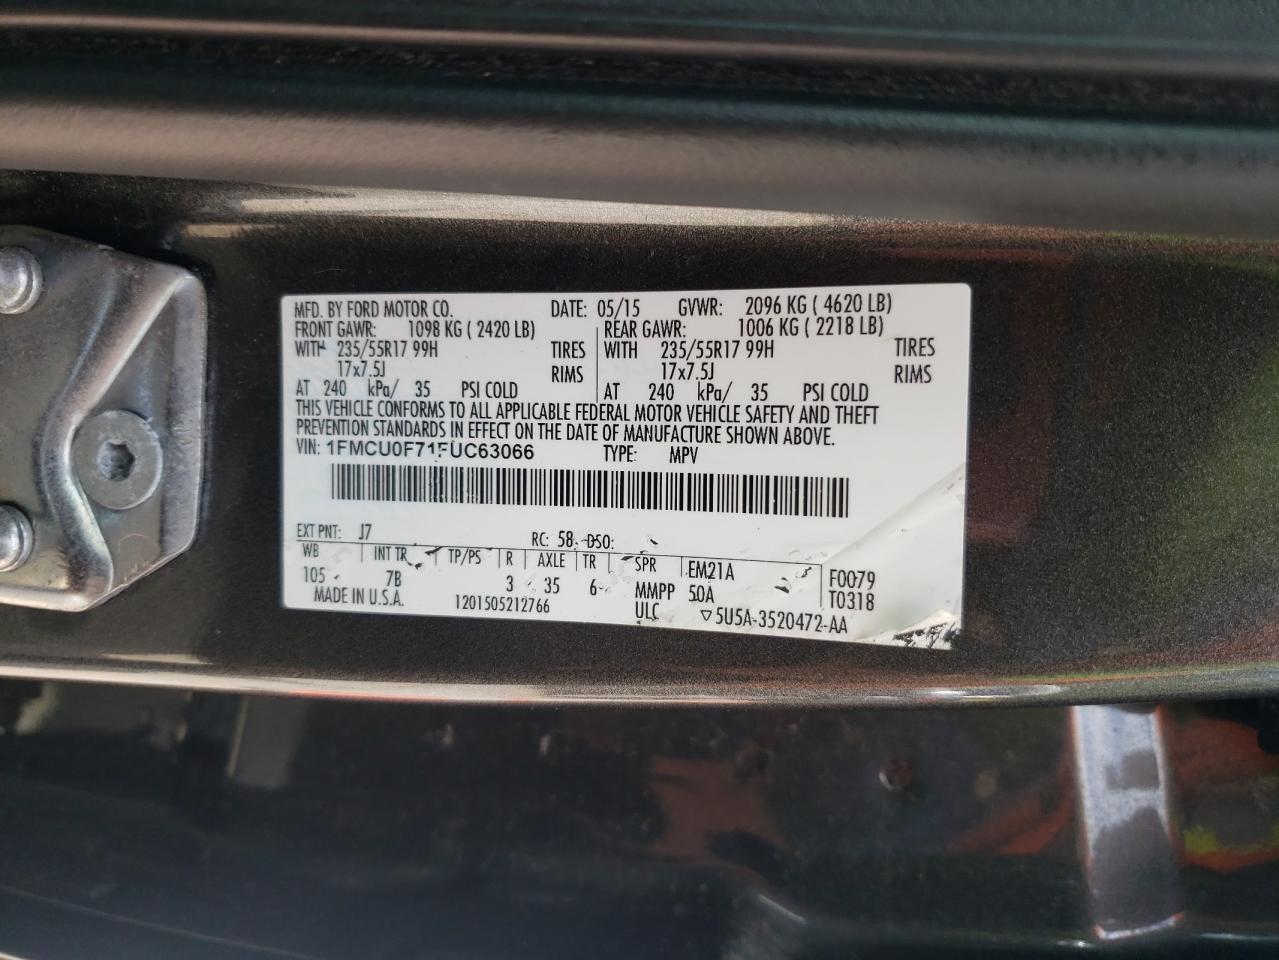 MFD. BY FORD MOTOR CO. DATE: 05/15 GVWR: 2096 KG ( 4620 LB)
FRONT GAWR: 1098 KG ( 2420 LB) REAR GAWR: 1006 KG ( 2218 LB)
WITH 235/55R17 99H TIRES WITH 235/55R17 99H TIRES
17x7.5J RIMS 17x7.5J RIMS
AT 240 kPa/ 35 PSI COLD AT 240 kPa/ 35 PSI COLD
THIS VEHICLE CONFORMS TO ALL APPLICABLE FEDERAL MOTOR VEHICLE SAFETY AND THEFT
PREVENTION STANDARDS IN EFFECT ON THE DATE OF MANUFACTURE SHOWN ABOVE.
VIN: 1FMCU0F71FUC63066 TYPE: MPV
EXT PNT: J7 RC: 58 DSO:
WB INT TR TP/PS R AXLE TR SPR EM21A F0079
105 7B 3 35 6 MMPP 50A T0318
MADE IN U.S.A. 1201505212766 ULC ▽5U5A-3520472-AA